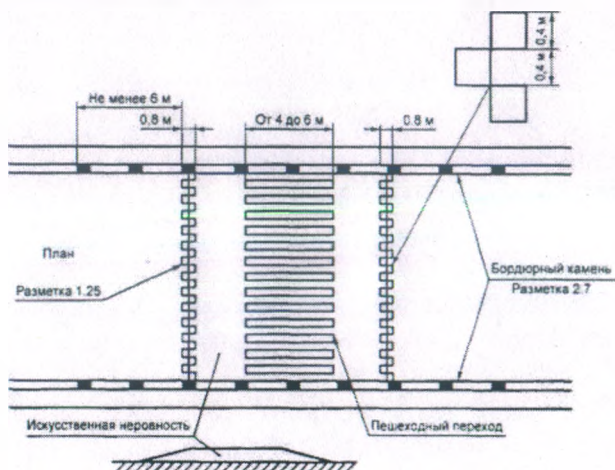 0,4 м
0,4 м
Не менее 6 м
0,8 м
От 4 до 6 м
0,8 м
План
Разметка 1.25
Бордюрный камень
Разметка 2.7
Искусственная неровность
Пешеходный переход